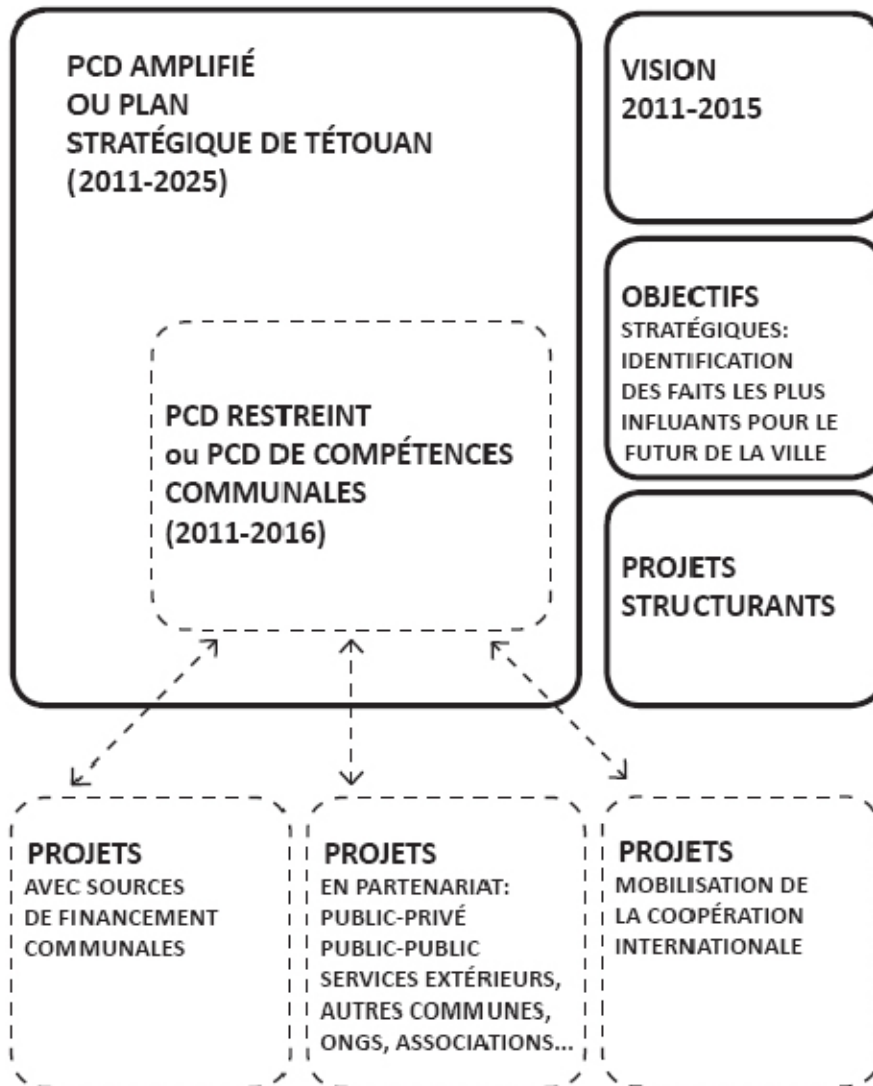 PCD AMPLIFIÉ
OU PLAN
STRATÉGIQUE DE TÉTOUAN
(2011-2025)
PCD RESTREINT
ou PCD DE COMPÉTENCES
COMMUNALES
(2011-2016)
VISION
2011-2015
OBJECTIFS
STRATÉGIQUES:
IDENTIFICATION
DES FAITS LES PLUS
INFLUANTS POUR LE
FUTUR DE LA VILLE
PROJETS
STRUCTURANTS
PROJETS
AVEC SOURCES
DE FINANCEMENT
COMMUNALES
PROJETS
EN PARTENARIAT:
PUBLIC-PRIVÉ
PUBLIC-PUBLIC
SERVICES EXTÉRIEURS,
AUTRES COMMUNES,
ONGS, ASSOCIATIONS...
PROJETS
MOBILISATION DE
LA COOPÉRATION
INTERNATIONALE